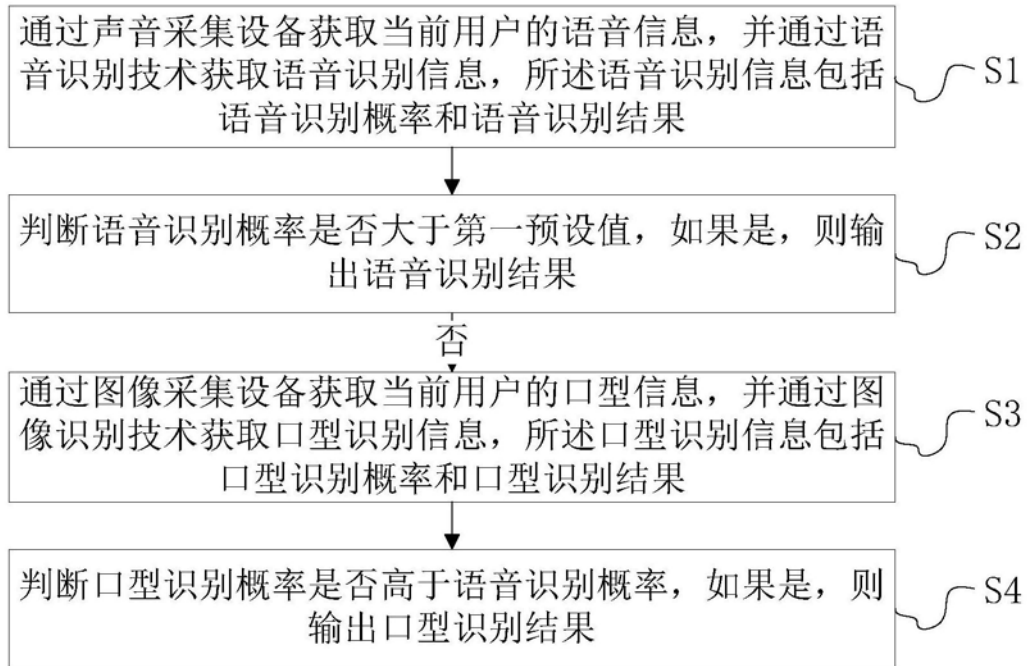 通过声音采集设备获取当前用户的语音信息，并通过语
音识别技术获取语音识别信息，所述语音识别信息包括
语音识别概率和语音识别结果
S1
判断语音识别概率是否大于第一预设值，如果是，则输
出语音识别结果
S2
否
通过图像采集设备获取当前用户的口型信息，并通过图
像识别技术获取口型识别信息，所述口型识别信息包括
口型识别概率和口型识别结果
S3
判断口型识别概率是否高于语音识别概率，如果是，则
输出口型识别结果
S4